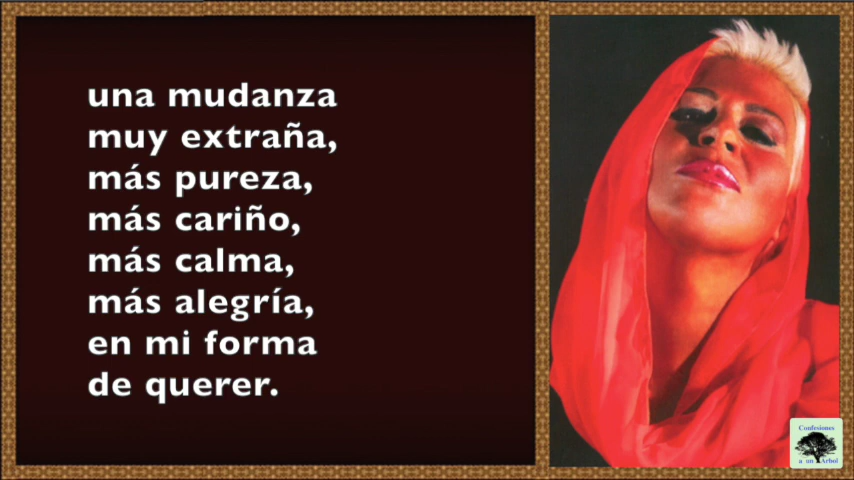 una mudanza
muy extraña,
más pureza,
más cariño,
más calma,
más alegría,
en mi forma
de querer.
Confesiones
a un Arbol